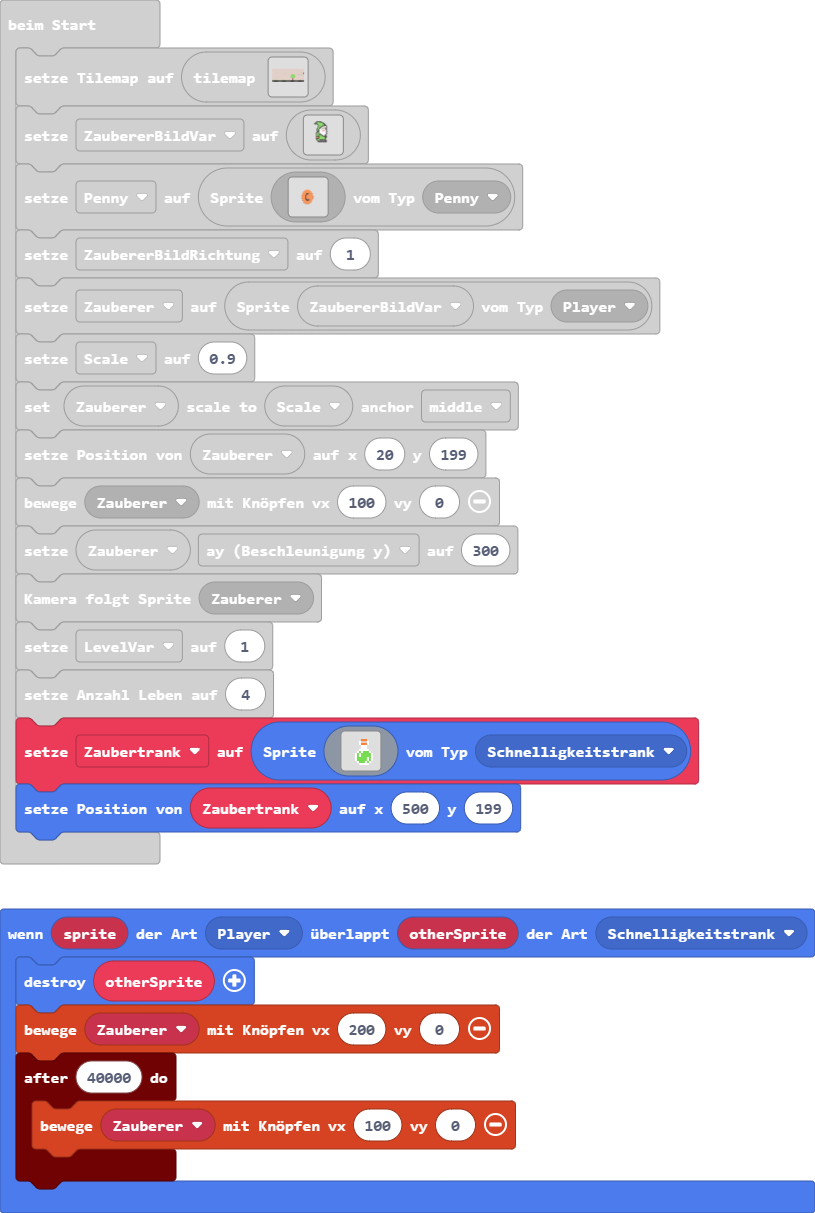 beim Start
setze Tilemap auf tilemap
setze ZaubererBildVar auf
setze Penny auf Sprite vom Typ Penny
setze ZaubererBildRichtung auf 1
setze Zauberer auf Sprite ZaubererBildVar vom Typ Player
setze Scale auf 0.9
set Zauberer scale to Scale anchor middle
setze Position von Zauberer auf x 20 y 199
bewege Zauberer mit Knöpfen vx 100 vy 0
setze Zauberer ay (Beschleunigung y) auf 300
Kamera folgt Sprite Zauberer
setze LevelVar auf 1
setze Anzahl Leben auf 4
setze Zaubertrank auf Sprite vom Typ Schnelligkeitstrank
setze Position von Zaubertrank auf x 500 y 199
wenn sprite der Art Player überlappt otherSprite der Art Schnelligkeitstrank
destroy otherSprite
bewege Zauberer mit Knöpfen vx 200 vy 0
after 40000 do
bewege Zauberer mit Knöpfen vx 100 vy 0